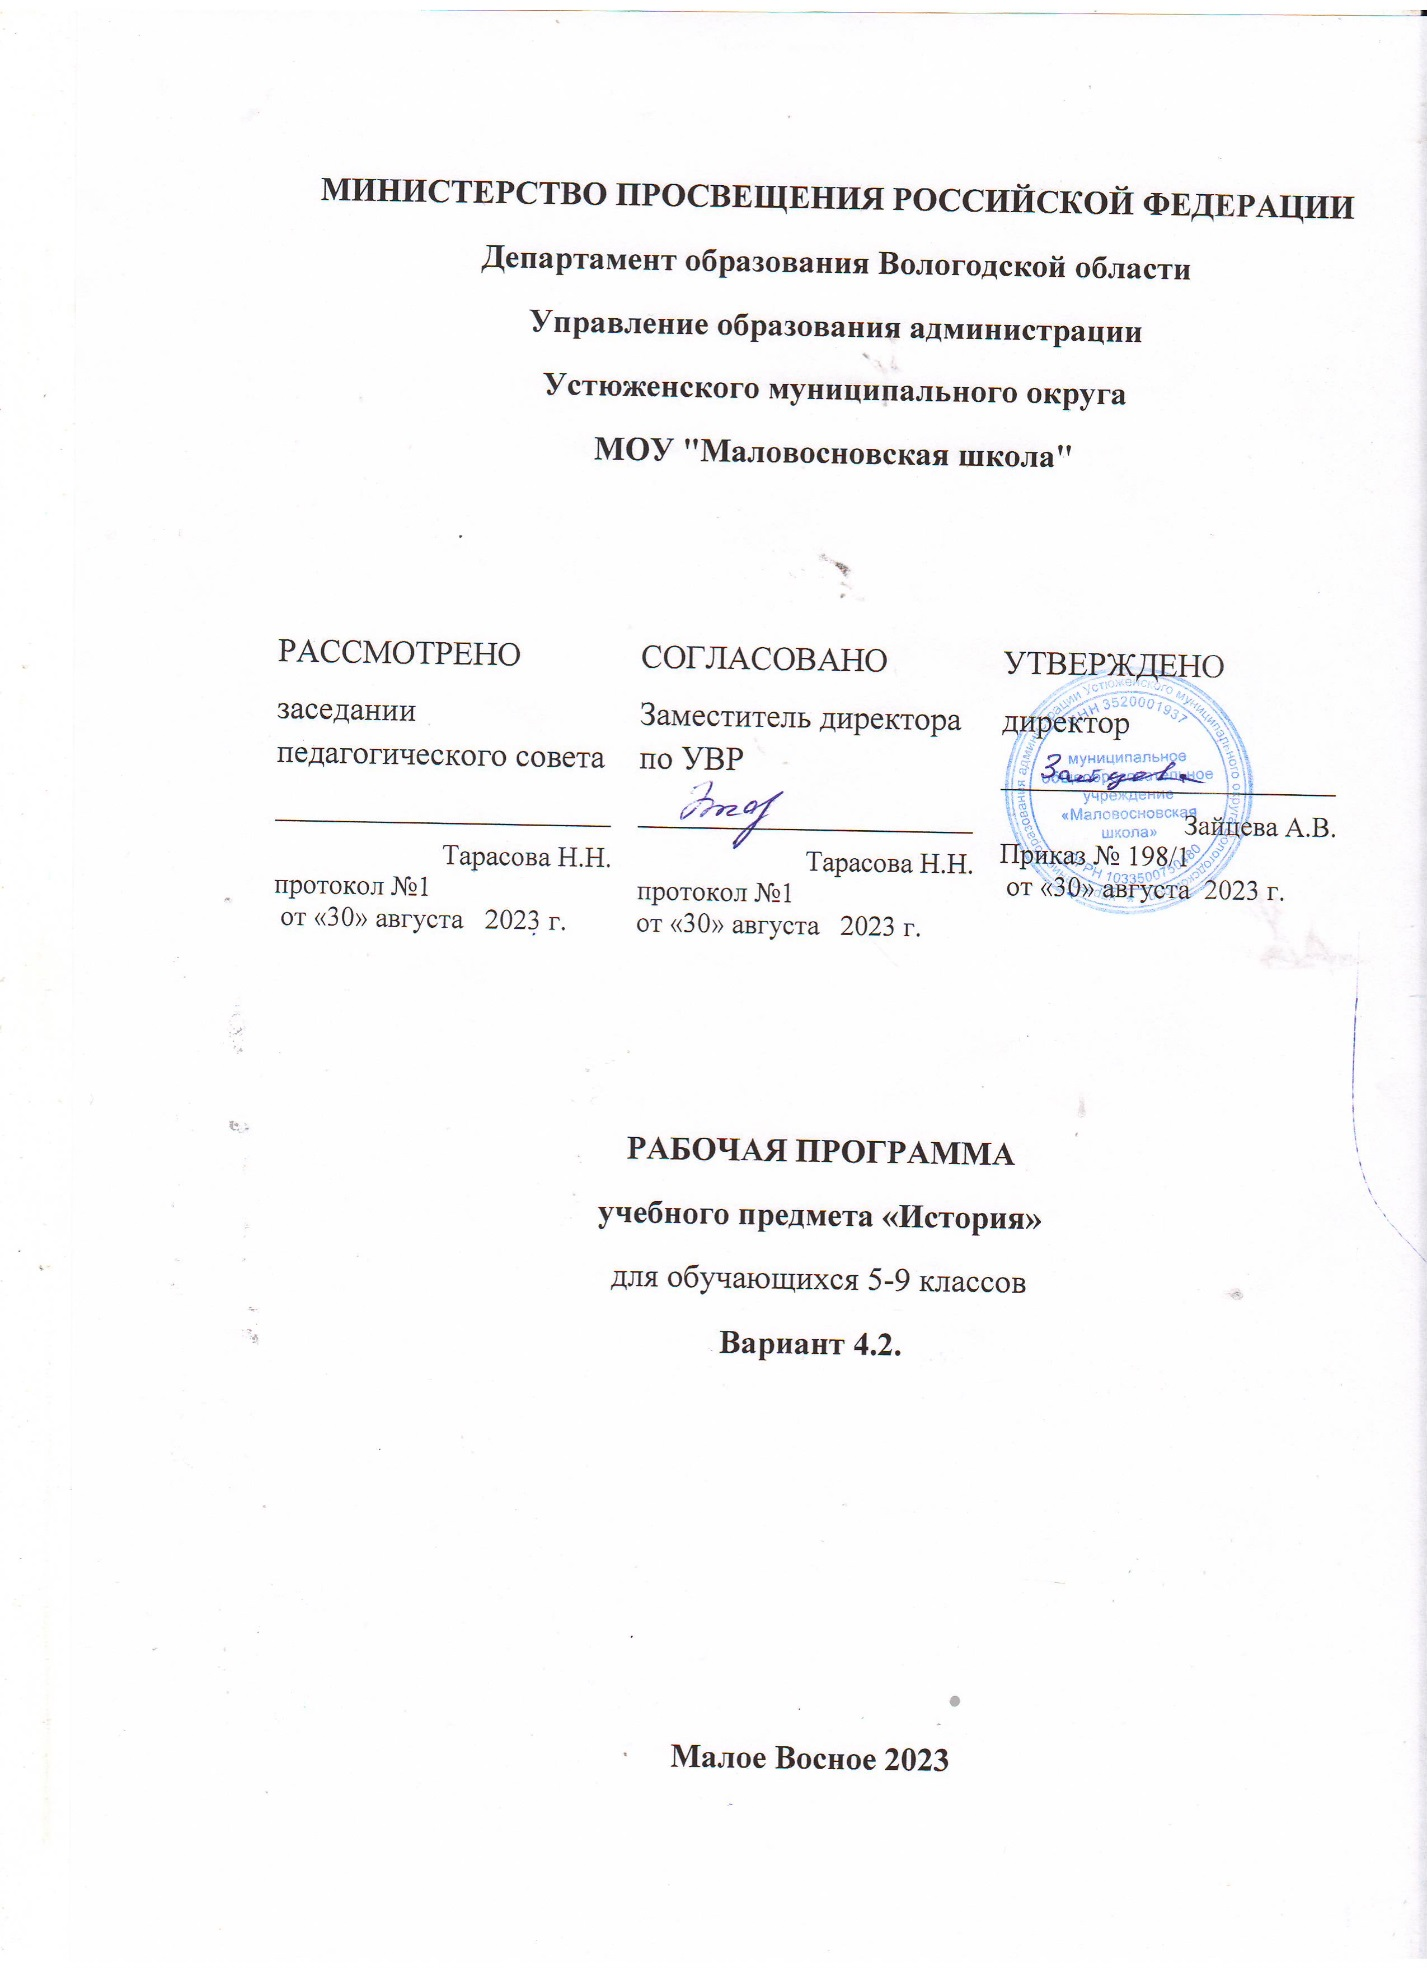 МИНИСТЕРСТВО ПРОСВЕЩЕНИЯ РОССИЙСКОЙ ФЕДЕРАЦИИ
Департамент образования Вологодской области
Управление образования администрации
Устюженского муниципального округа
МОУ "Маловосновская школа"
РАССМОТРЕНО
заседании
педагогического совета
Тарасова Н.Н.
протокол №1
от «30» августа 2023 г.
СОГЛАСОВАНО
Заместитель директора
по УВР
Тарасова Н.Н.
протокол №1
от «30» августа 2023 г.
УТВЕРЖДЕНО
директор
Зайцева А.В.
Приказ № 198/1
от «30» августа 2023 г.
ИНН 3520001937
муниципальное
общеобразовательное
учреждение
«Маловосновская
школа»
РАБОЧАЯ ПРОГРАММА
учебного предмета «История»
для обучающихся 5-9 классов
Вариант 4.2.
Малое Восное 2023